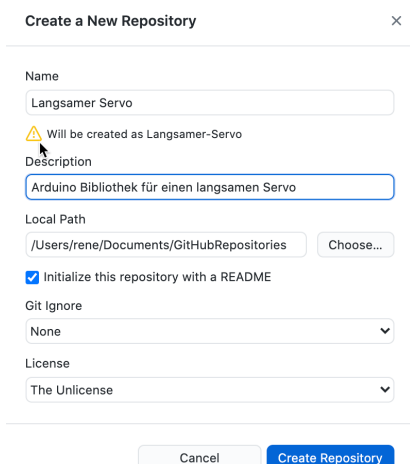 Create a New Repository
Name
Langsamer Servo
Will be created as Langsamer-Servo
Description
Arduino Bibliothek für einen langsamen Servo
Local Path
/Users/rene/Documents/GitHubRepositories
Choose...
Initialize this repository with a README
Git Ignore
None
License
The Unlicense
Cancel
Create Repository